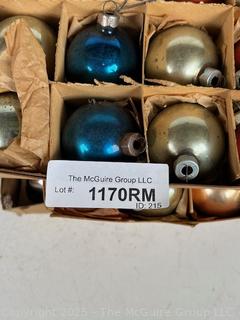 The McGuire Group LLC
Lot #: 1170RM
ID: 215